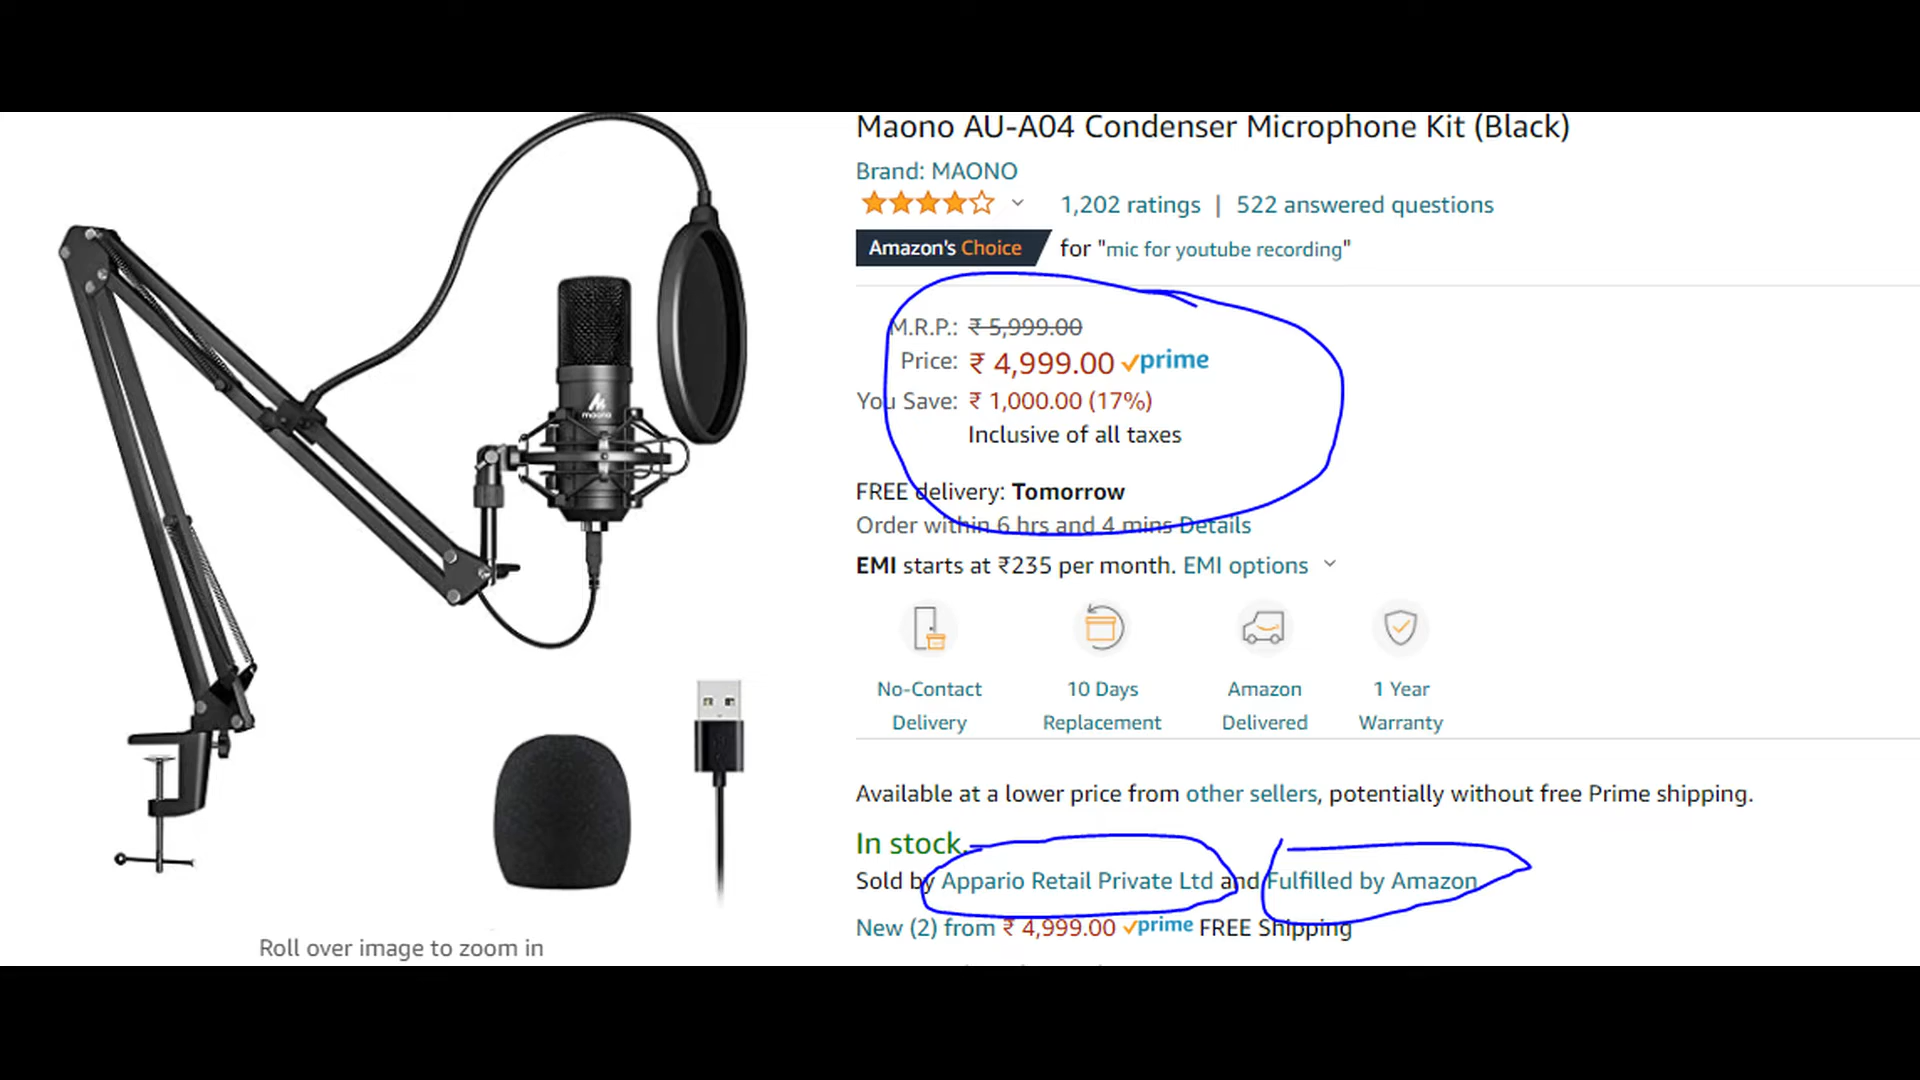 Maono AU-A04 Condenser Microphone Kit (Black)
Brand: MAONO
1,202 ratings | 522 answered questions
Amazon's Choice for "mic for youtube recording"
M.R.P.: ₹ 5,999.00
Price: ₹ 4,999.00 prime
You Save: ₹ 1,000.00 (17%)
Inclusive of all taxes
FREE delivery: Tomorrow
Order within 6 hrs and 4 mins Details
EMI starts at ₹235 per month. EMI options
No-Contact Delivery
10 Days Replacement
Amazon Delivered
1 Year Warranty
Available at a lower price from other sellers, potentially without free Prime shipping.
In stock.
Sold by Appario Retail Private Ltd and Fulfilled by Amazon
New (2) from ₹ 4,999.00 prime FREE Shipping
maono
Roll over image to zoom in